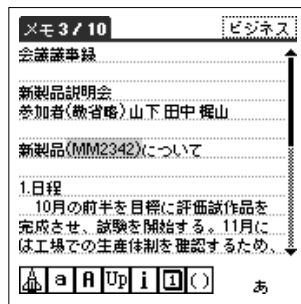 メモ 3 / 10 ビジネス
会議議事録
新製品説明会
参加者(敬省略)山下 田中 梶山
新製品(MM2342)について
1.日程
10月の前半を目標に評価試作品を
完成させ、試験を開始する。11月に
は工場での生産体制を確認するため、
a A Up i 1 ()
あ